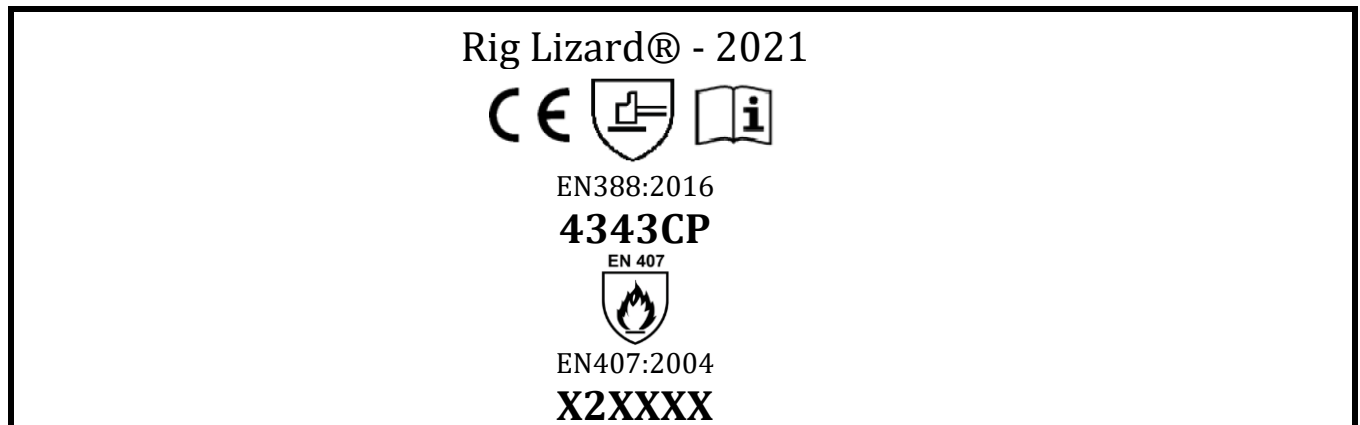 Rig Lizard® - 2021
CE i
EN388:2016
4343CP
EN 407
EN407:2004
X2XXXX